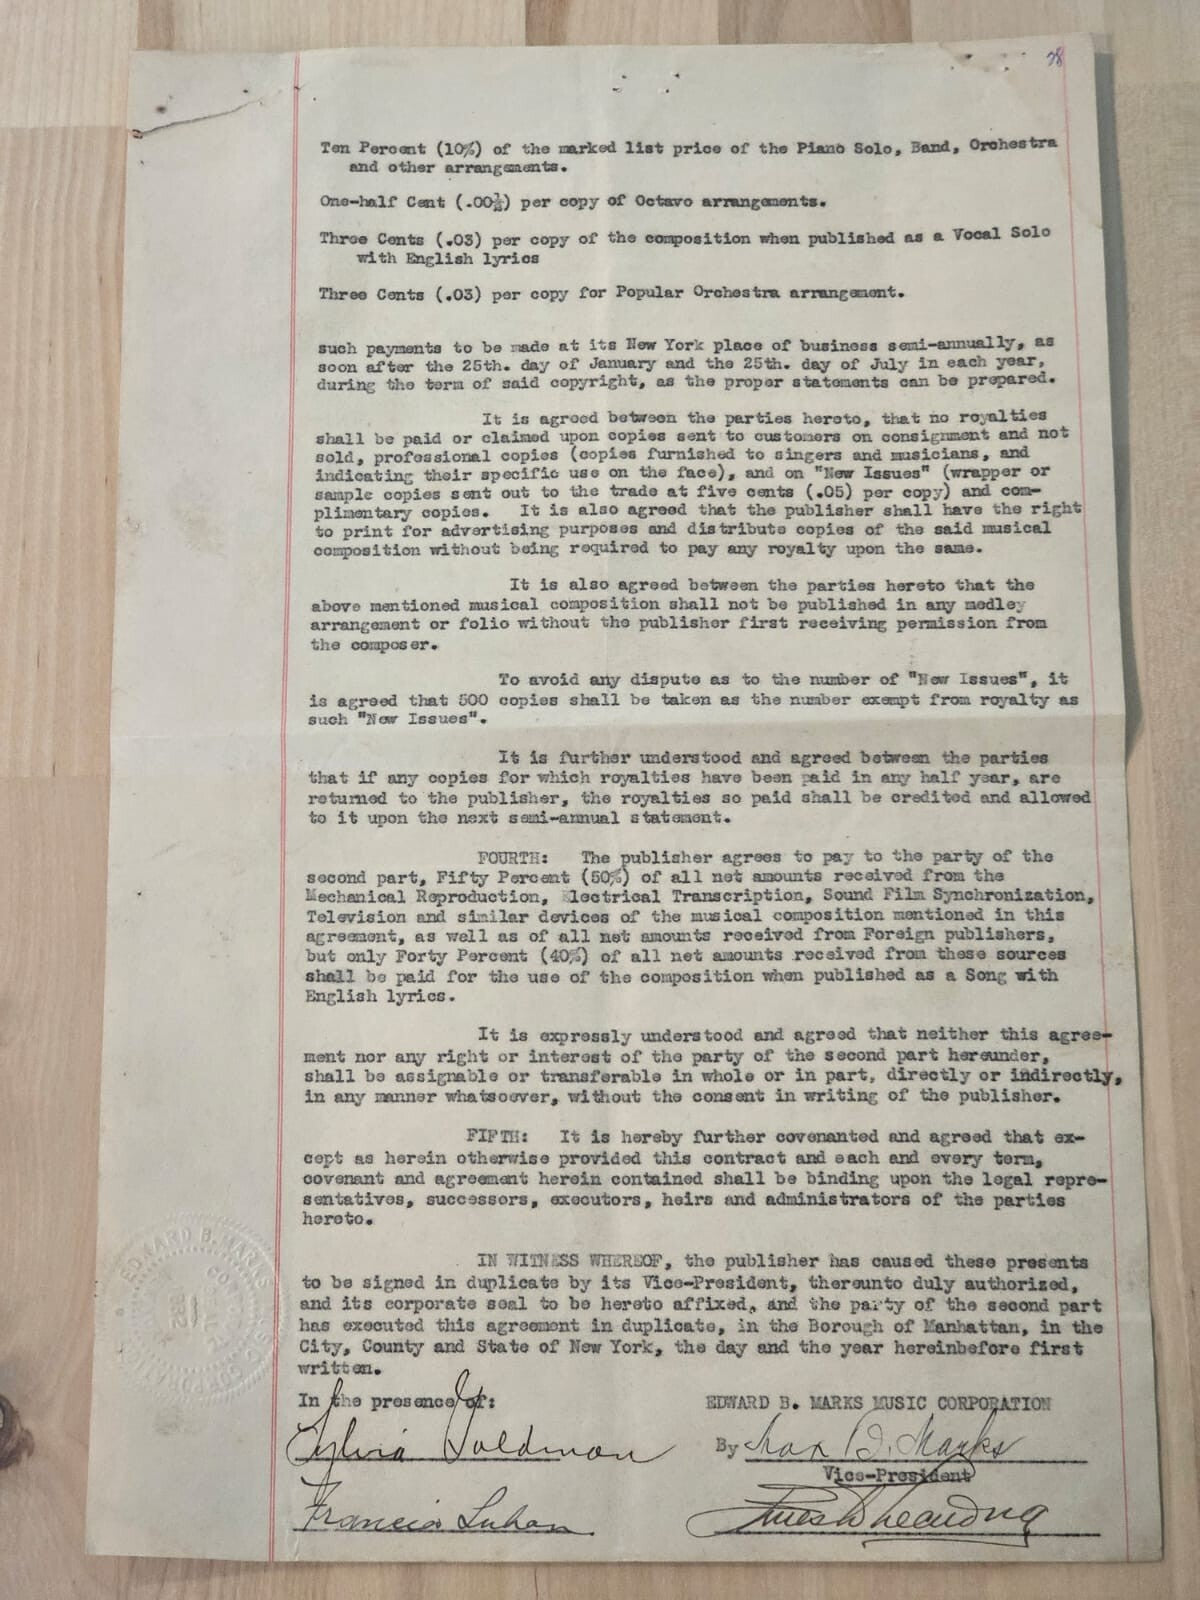 28
Ten Percent (10%) of the marked list price of the Piano Solo, Band, Orchestra
and other arrangements.
One-half Cent (.00½) per copy of Octavo arrangements.
Three Cents (.03) per copy of the composition when published as a Vocal Solo
with English lyrics
Three Cents (.03) per copy for Popular Orchestra arrangement.
such payments to be made at its New York place of business semi-annually, as
soon after the 25th. day of January and the 25th. day of July in each year,
during the term of said copyright, as the proper statements can be prepared.
It is agreed between the parties hereto, that no royalties
shall be paid or claimed upon copies sent to customers on consignment and not
sold, professional copies (copies furnished to singers and musicians, and
indicating their specific use on the face), and on "New Issues" (wrapper or
sample copies sent out to the trade at five cents (.05) per copy) and com-
plimentary copies. It is also agreed that the publisher shall have the right
to print for advertising purposes and distribute copies of the said musical
composition without being required to pay any royalty upon the same.
It is also agreed between the parties hereto that the
above mentioned musical composition shall not be published in any medley
arrangement or folio without the publisher first receiving permission from
the composer.
To avoid any dispute as to the number of "New Issues", it
is agreed that 500 copies shall be taken as the number exempt from royalty as
such "New Issues".
It is further understood and agreed between the parties
that if any copies for which royalties have been paid in any half year, are
returned to the publisher, the royalties so paid shall be credited and allowed
to it upon the next semi-annual statement.
FOURTH: The publisher agrees to pay to the party of the
second part, Fifty Percent (50%) of all net amounts received from the
Mechanical Reproduction, Electrical Transcription, Sound Film Synchronization,
Television and similar devices of the musical composition mentioned in this
agreement, as well as of all net amounts received from Foreign publishers,
but only Forty Percent (40%) of all net amounts received from these sources
shall be paid for the use of the composition when published as a Song with
English lyrics.
It is expressly understood and agreed that neither this agree-
ment nor any right or interest of the party of the second part hereunder,
shall be assignable or transferable in whole or in part, directly or indirectly,
in any manner whatsoever, without the consent in writing of the publisher.
FIFTH: It is hereby further covenanted and agreed that ex-
cept as herein otherwise provided this contract and each and every term,
covenant and agreement herein contained shall be binding upon the legal repre-
sentatives, successors, executors, heirs and administrators of the parties
hereto.
IN WITNESS WHEREOF, the publisher has caused these presents
to be signed in duplicate by its Vice-President, thereunto duly authorized,
and its corporate seal to be hereto affixed, and the party of the second part
has executed this agreement in duplicate, in the Borough of Manhattan, in the
City, County and State of New York, the day and the year hereinbefore first
written.
In the presence of:
EDWARD B. MARKS MUSIC CORPORATION
Sylvia Goldman
By Max B. Marks
Vice-President
Francis Luban
EDWARD B. MARKS